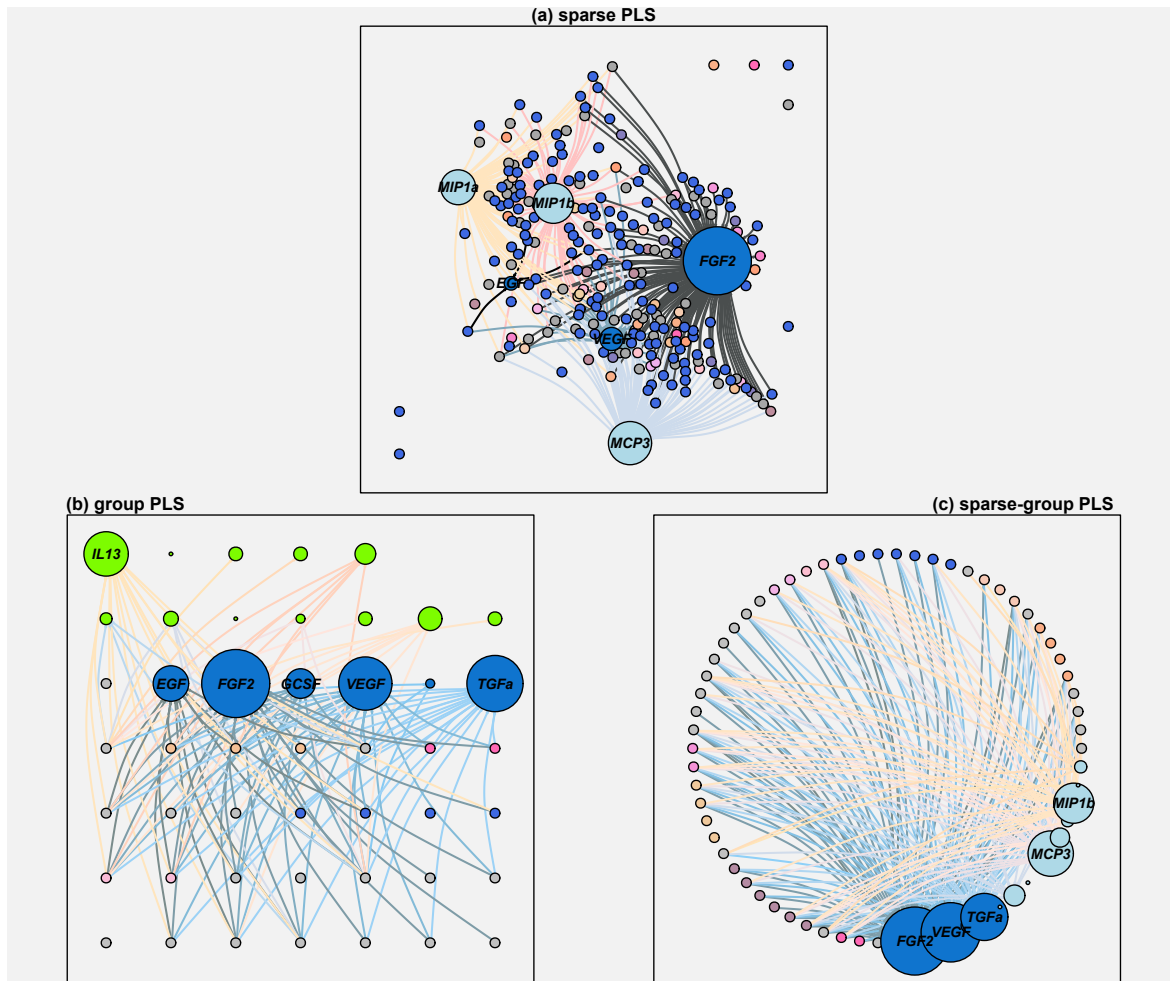 (a) sparse PLS
MIP1a
MIP1b
FGF2
EGF
VEGF
MCP3
(b) group PLS
(c) sparse-group PLS
IL13
EGF
FGF2
GCSF
VEGF
TGFa
MIP1b
MCP3
TGFa
VEGF
FGF2